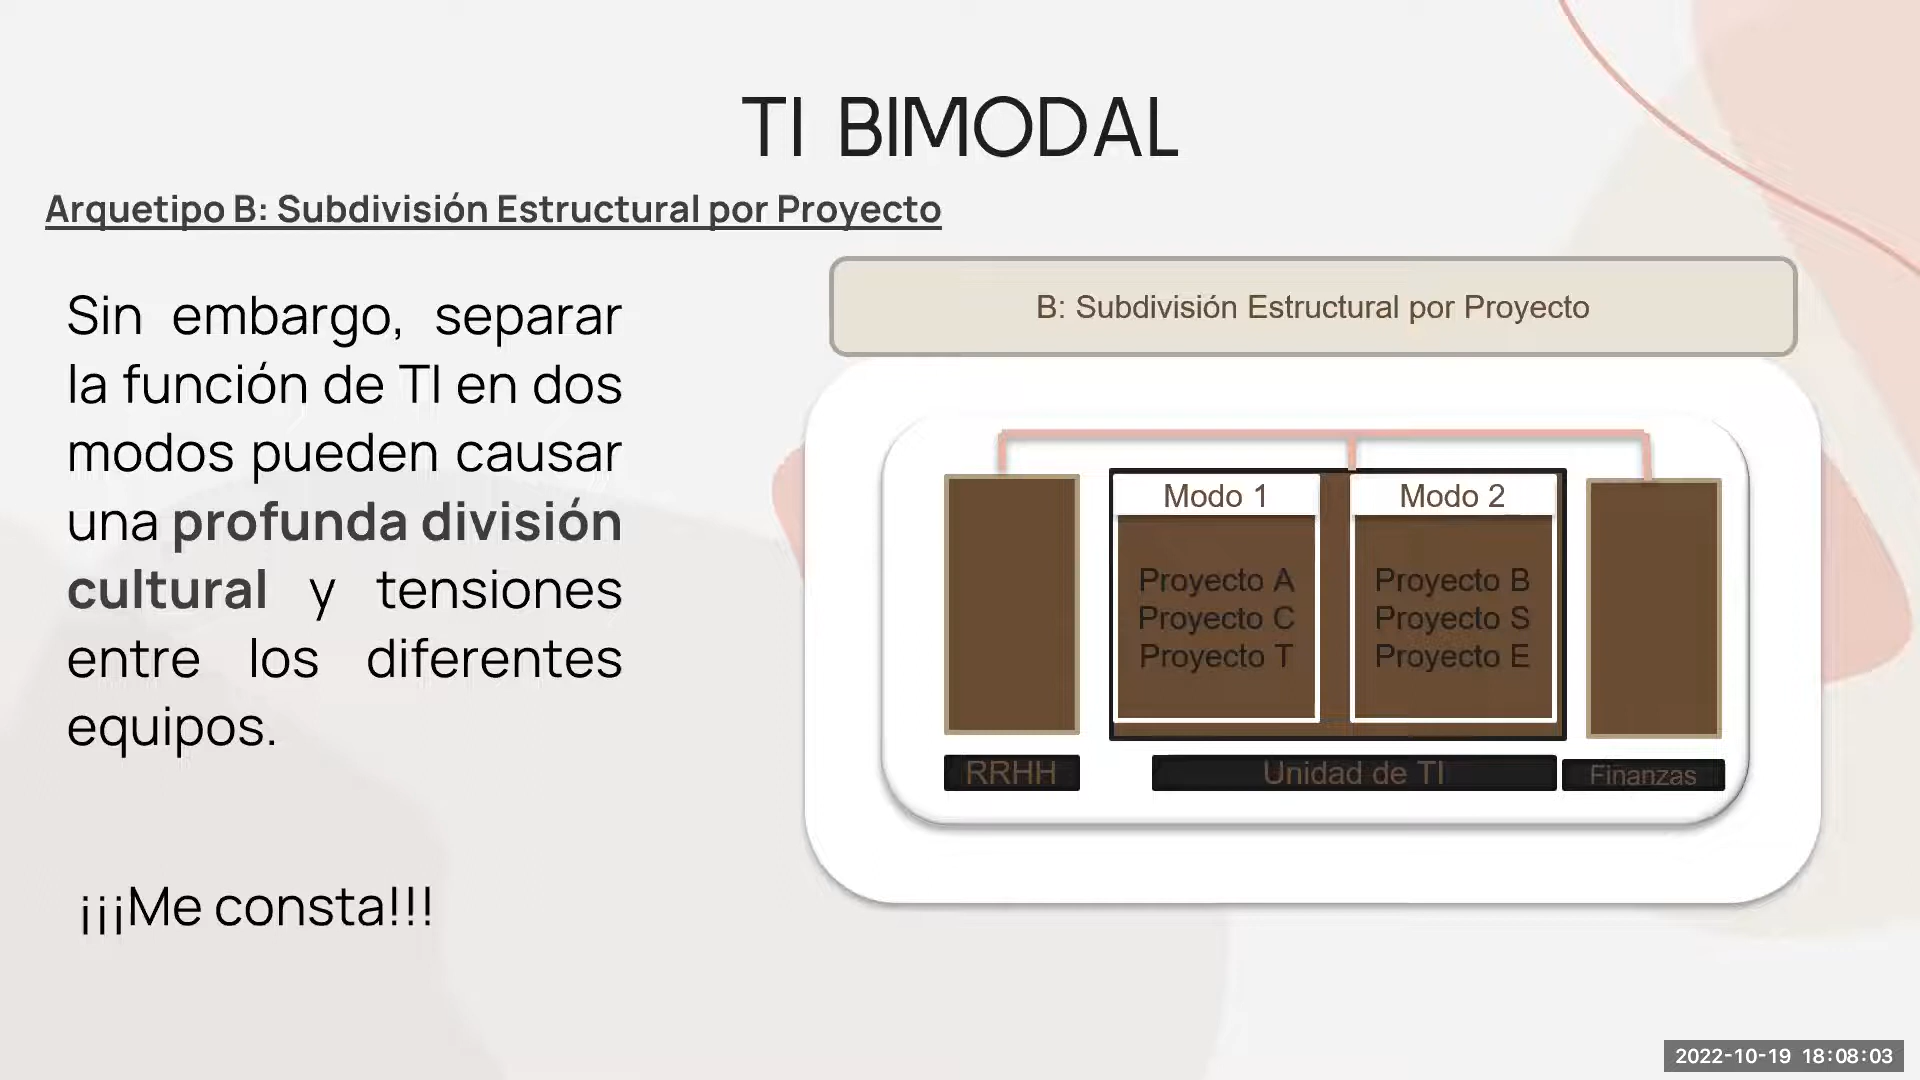 TI BIMODAL
Arquetipo B: Subdivisión Estructural por Proyecto
Sin embargo, separar
la función de TI en dos
modos pueden causar
una profunda división
cultural y tensiones
entre los diferentes
equipos.
¡¡¡Me consta!!!
B: Subdivisión Estructural por Proyecto
Modo 1
Proyecto A
Proyecto C
Proyecto T
Modo 2
Proyecto B
Proyecto S
Proyecto E
RRHH
Unidad de TI
Finanzas
2022-10-19 18:08:03